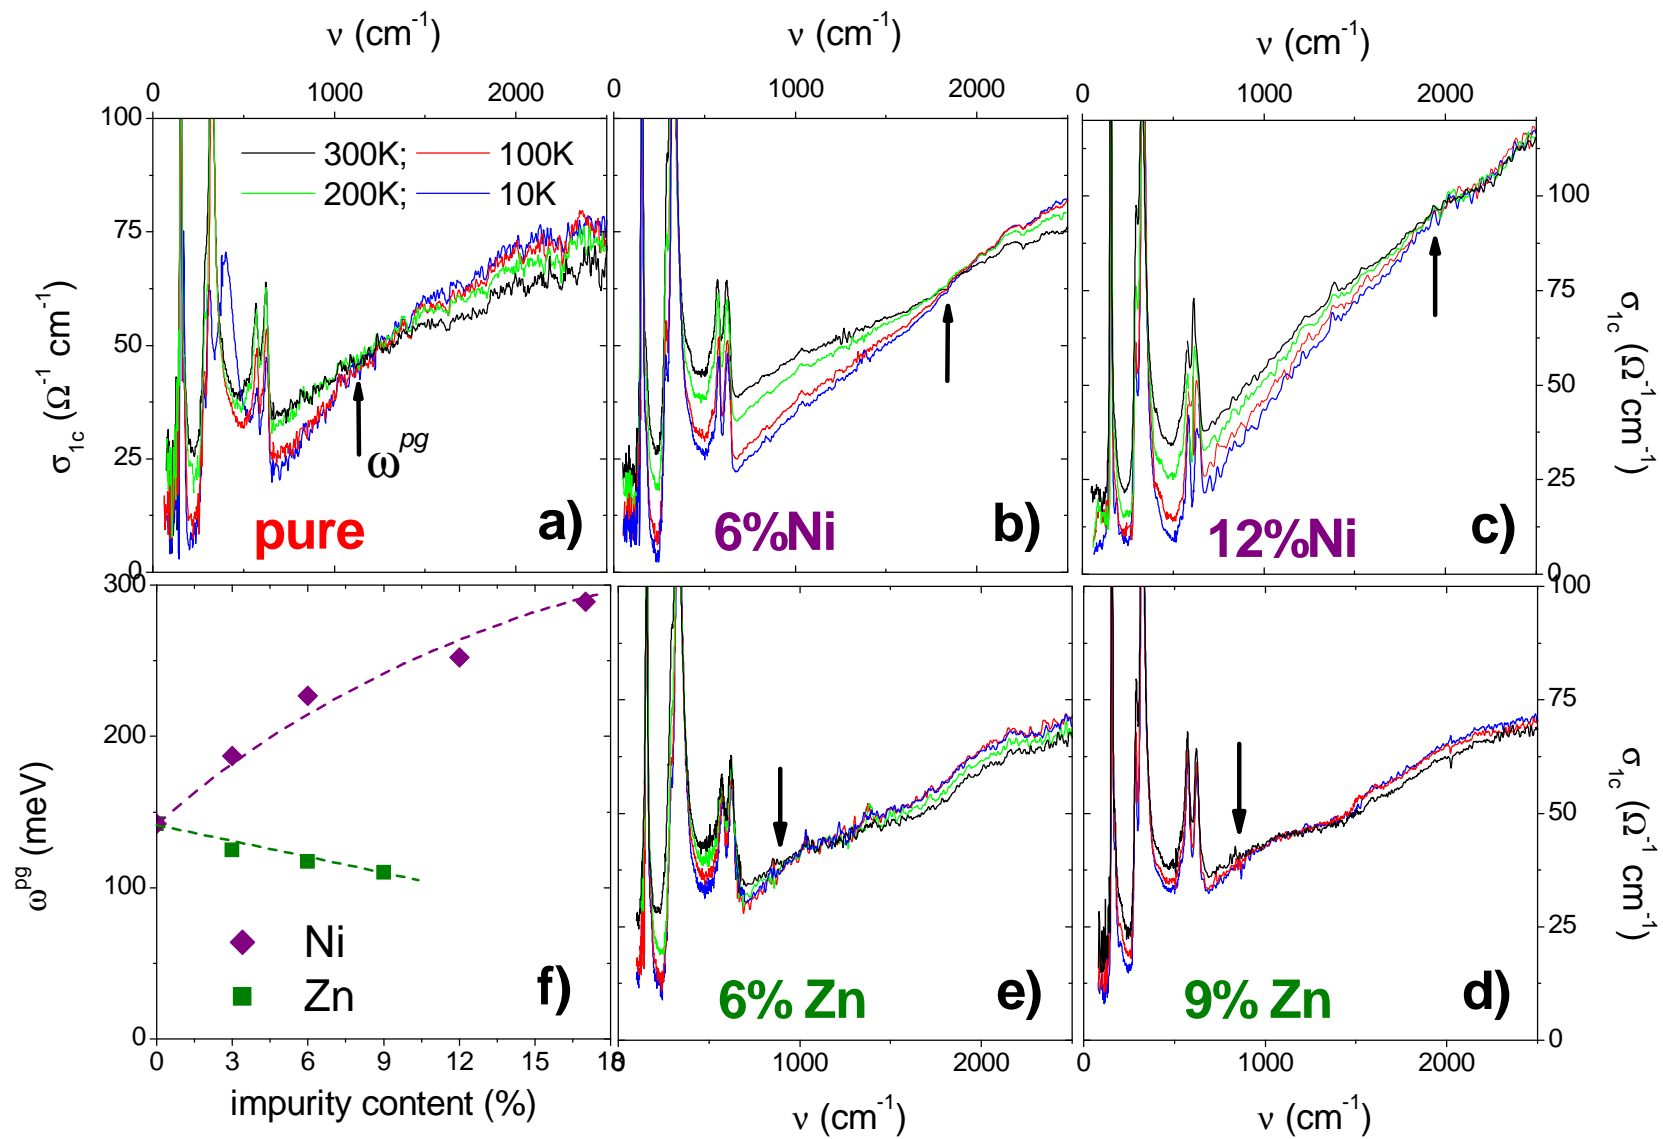 ν (cm⁻¹) ν (cm⁻¹) ν (cm⁻¹)
0 1000 2000 0 1000 2000 0 1000 2000
100
75
50
25
0
σ1c (Ω⁻¹ cm⁻¹)
300K; 100K
200K; 10K
ωᵖᵍ
pure
a)
6%Ni
b)
12%Ni
c)
100
75
50
25
0
σ1c (Ω⁻¹cm⁻¹)
300
200
100
0
ωᵖᵍ (meV)
Ni
Zn
f)
0 3 6 9 12 15 18
impurity content (%)
6% Zn
e)
0 1000 2000
ν (cm⁻¹)
9% Zn
d)
0 1000 2000
ν (cm⁻¹)
100
75
50
25
0
σ1c (Ω⁻¹ cm⁻¹)